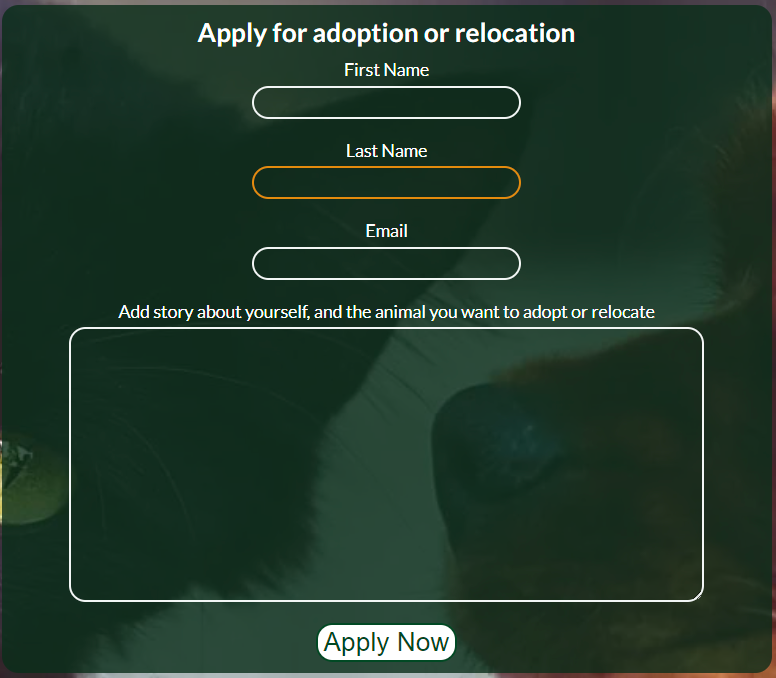 Apply for adoption or relocation
First Name
Last Name
Email
Add story about yourself, and the animal you want to adopt or relocate
Apply Now